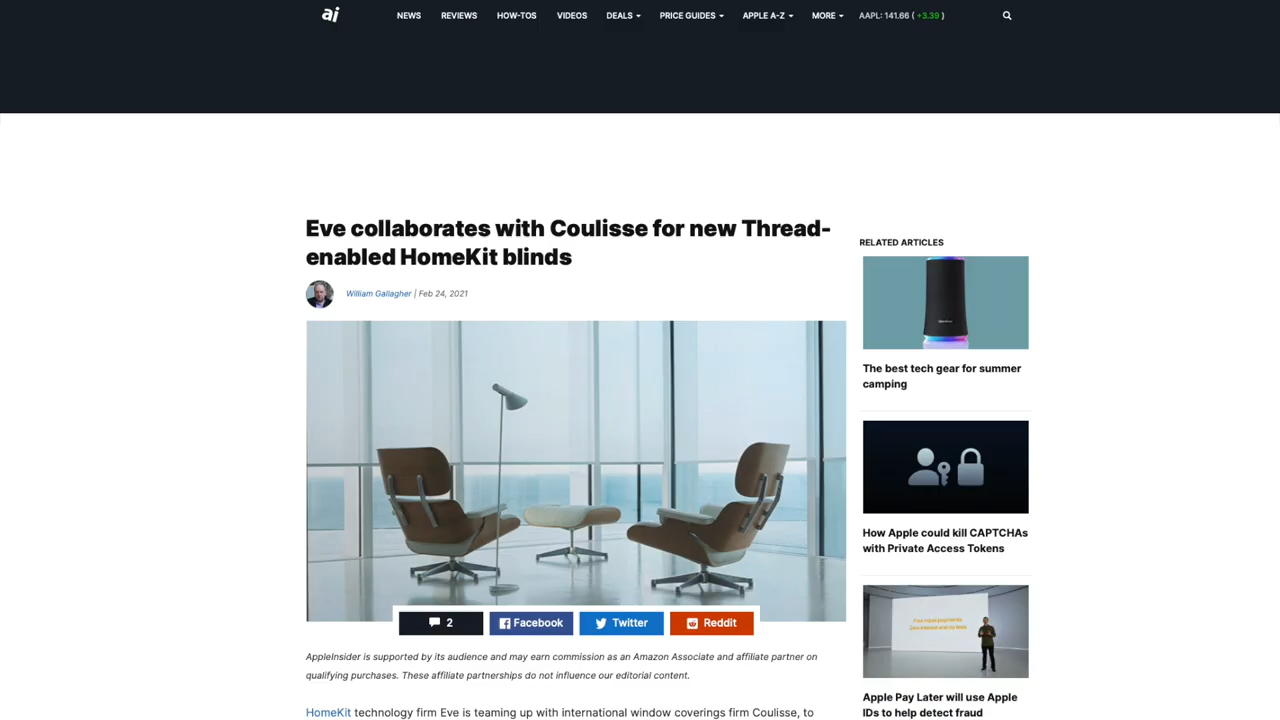 ai
NEWS REVIEWS HOW-TOS VIDEOS DEALS PRICE GUIDES APPLE A-Z MORE AAPL: 141.66 ( +3.39 )
Eve collaborates with Coulisse for new Thread-
enabled HomeKit blinds
William Gallagher | Feb 24, 2021
2 Facebook Twitter Reddit
AppleInsider is supported by its audience and may earn commission as an Amazon Associate and affiliate partner on
qualifying purchases. These affiliate partnerships do not influence our editorial content.
HomeKit technology firm Eve is teaming up with international window coverings firm Coulisse, to
RELATED ARTICLES
The best tech gear for summer
camping
How Apple could kill CAPTCHAs
with Private Access Tokens
Apple Pay Later will use Apple
IDs to help detect fraud